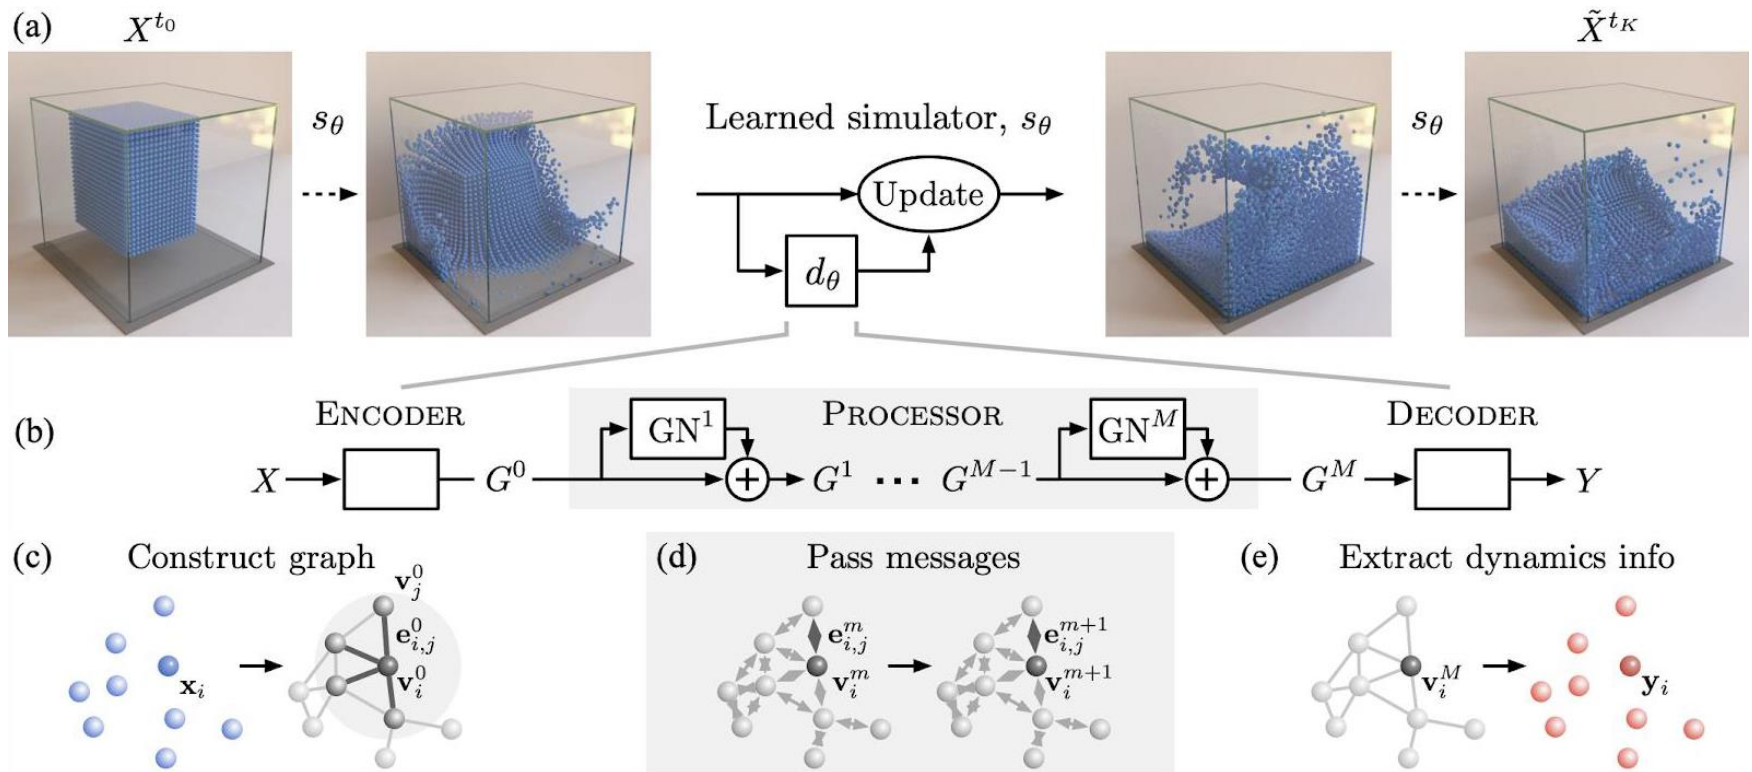 (a)
X^{t_0}
s_θ
Learned simulator, s_θ
Update
d_θ
s_θ
X̃^{t_K}
(b)
ENCODER
PROCESSOR
DECODER
X
G^0
GN^1
+
G^1
...
G^{M-1}
GN^M
+
G^M
Y
(c) Construct graph
x_i
v_j^0
e_{i,j}^0
v_i^0
(d) Pass messages
e_{i,j}^m
v_i^m
e_{i,j}^{m+1}
v_i^{m+1}
(e) Extract dynamics info
v_i^M
y_i